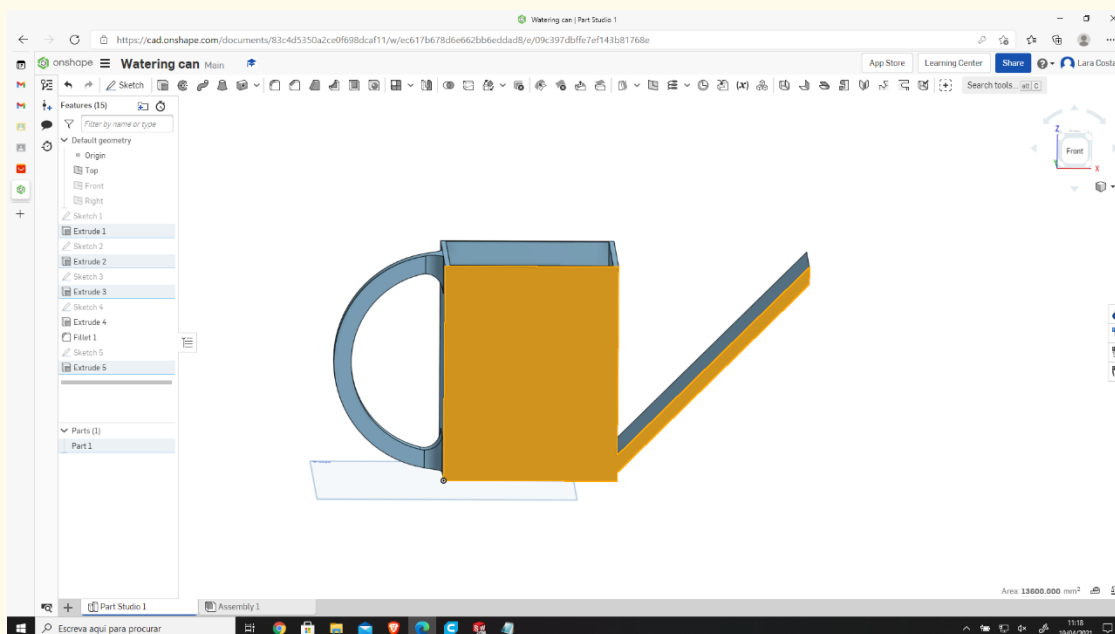 Watering can | Part Studio 1
https://cad.onshape.com/documents/83c4d5350a2ce0f698dcaf11/w/ec617b678d6e662bb6eddad8/e/09c397dbffe7ef143b81768e
onshape Watering can Main App Store Learning Center Share Lara Costa
Sketch Search tools... alt C
Features (15)
Filter by name or type
Default geometry
Origin
Top
Front
Right
Sketch 1
Extrude 1
Sketch 2
Extrude 2
Sketch 3
Extrude 3
Sketch 4
Extrude 4
Fillet 1
Sketch 5
Extrude 5
Parts (1)
Part 1
Z
Front
X
Area 13600.000 mm²
Part Studio 1 Assembly 1
Escreva aqui para procurar
11:18
19/04/2021